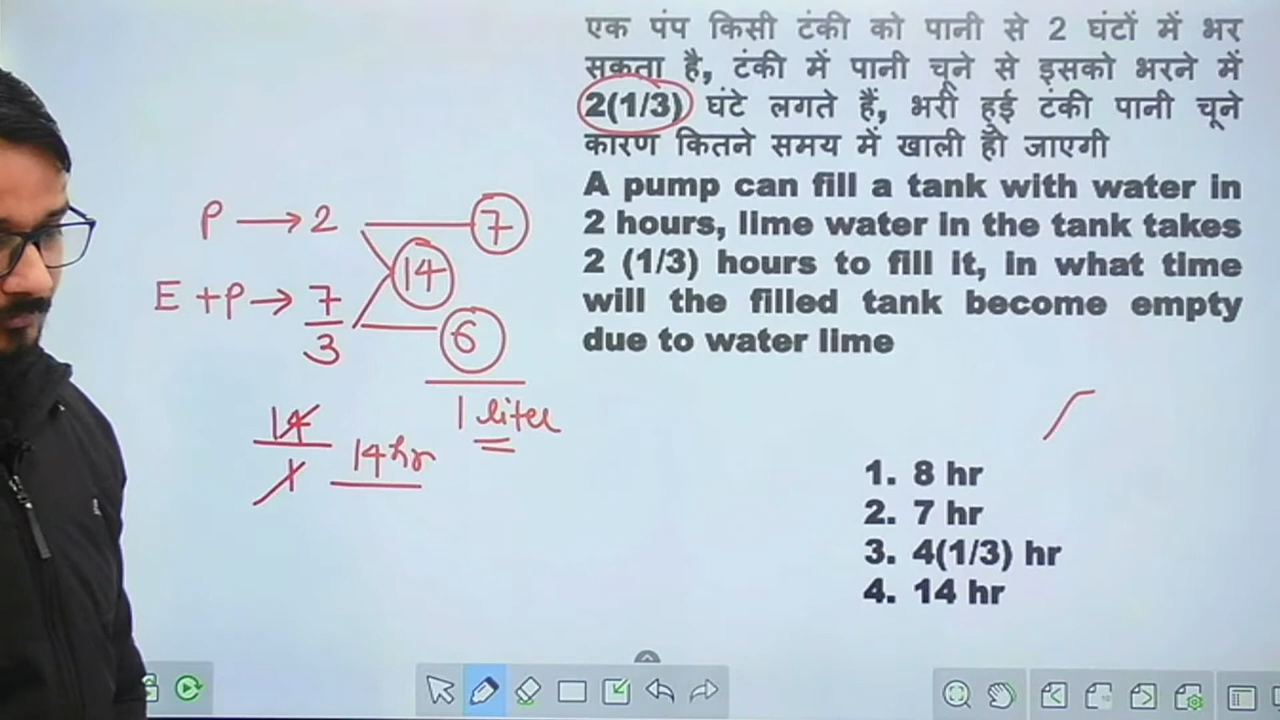 एक पंप किसी टंकी को पानी से 2 घंटों में भर
सकता है, टंकी में पानी चूने से इसको भरने में
2(1/3) घंटे लगते हैं, भरी हुई टंकी पानी चूने
कारण कितने समय में खाली हो जाएगी
A pump can fill a tank with water in
2 hours, lime water in the tank takes
2 (1/3) hours to fill it, in what time
will the filled tank become empty
due to water lime
P → 2 7
14
E + P → 7/3 6
1 liter
14/1 14 hr
1. 8 hr
2. 7 hr
3. 4(1/3) hr
4. 14 hr